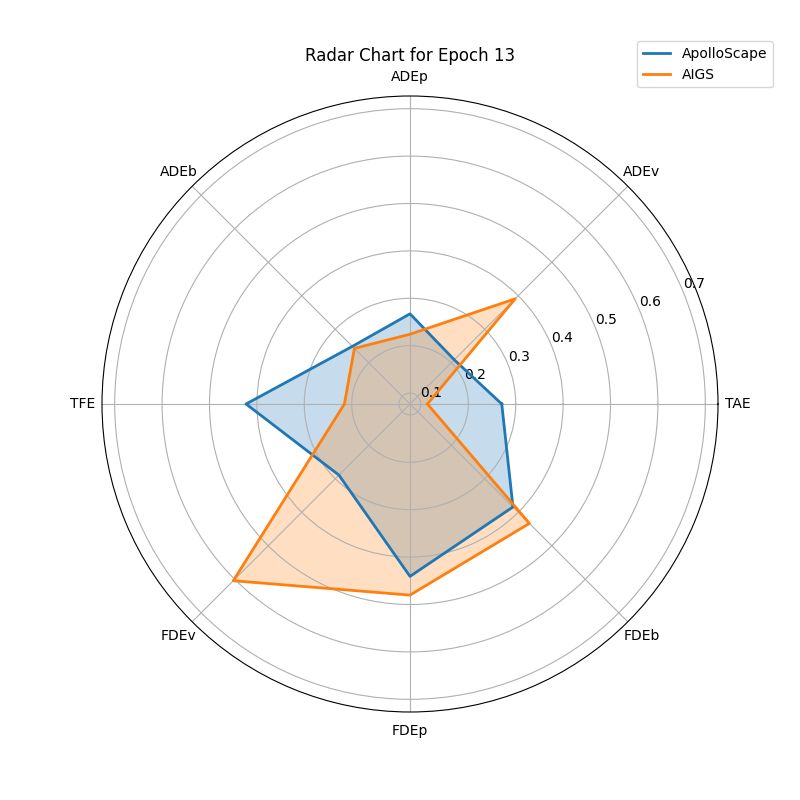 Radar Chart for Epoch 13
ApolloScape
AIGS
ADEp
ADEb
ADEv
0.7
0.6
0.5
0.4
0.3
0.2
0.1
TFE
TAE
FDEv
FDEb
FDEp